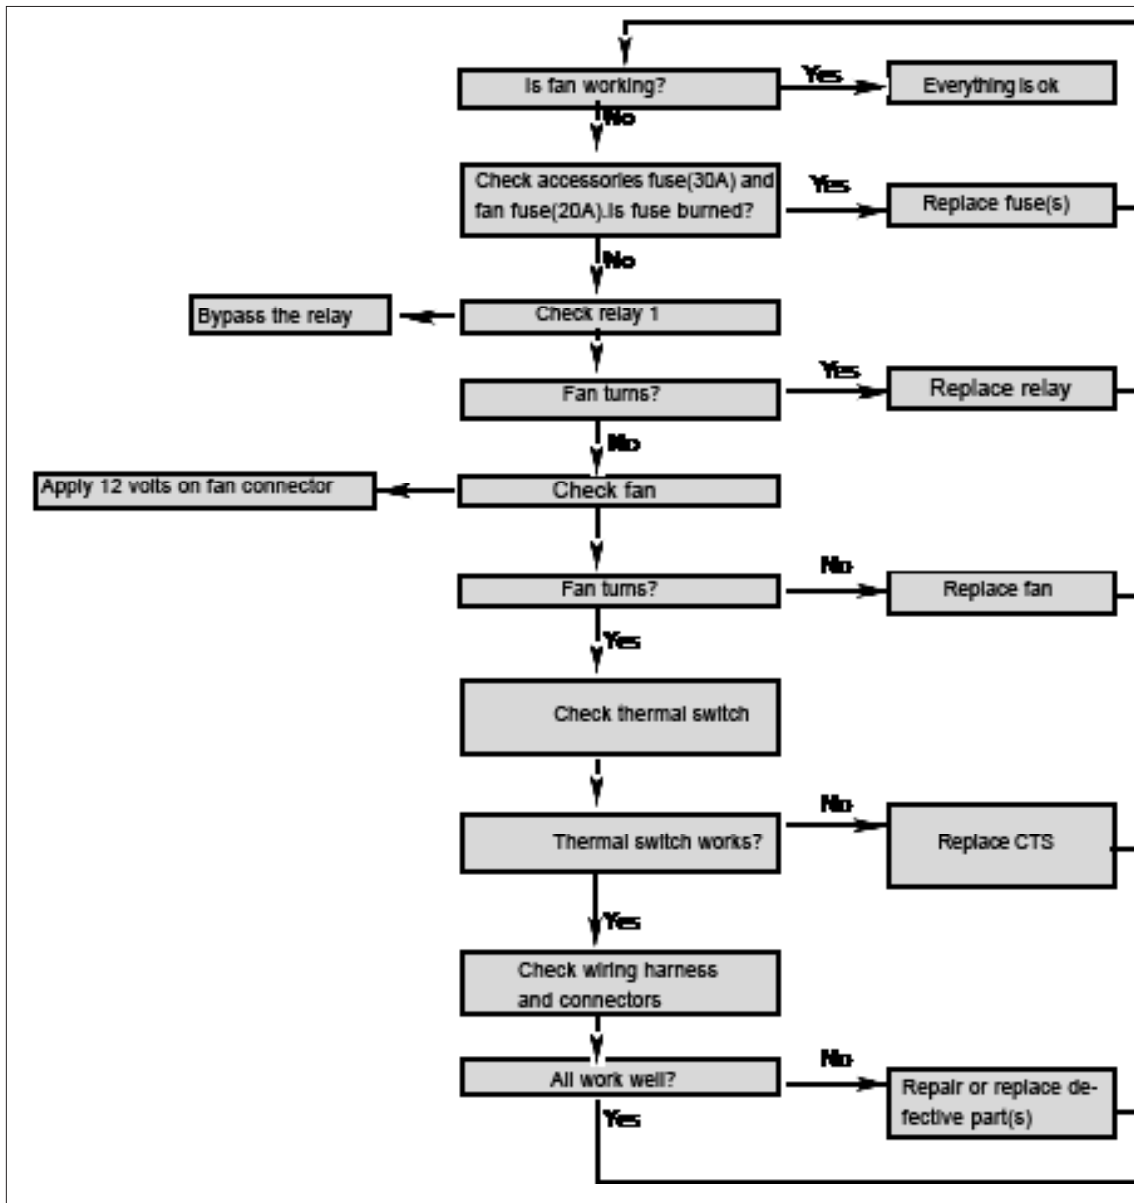 Is fan working?
Yes
Everything is ok
No
Check accessories fuse(30A) and
fan fuse(20A).Is fuse burned?
Yes
Replace fuse(s)
No
Bypass the relay
Check relay 1
Fan turns?
Yes
Replace relay
No
Apply 12 volts on fan connector
Check fan
Fan turns?
No
Replace fan
Yes
Check thermal switch
Thermal switch works?
No
Replace CTS
Yes
Check wiring harness
and connectors
All work well?
No
Repair or replace de-
fective part(s)
Yes